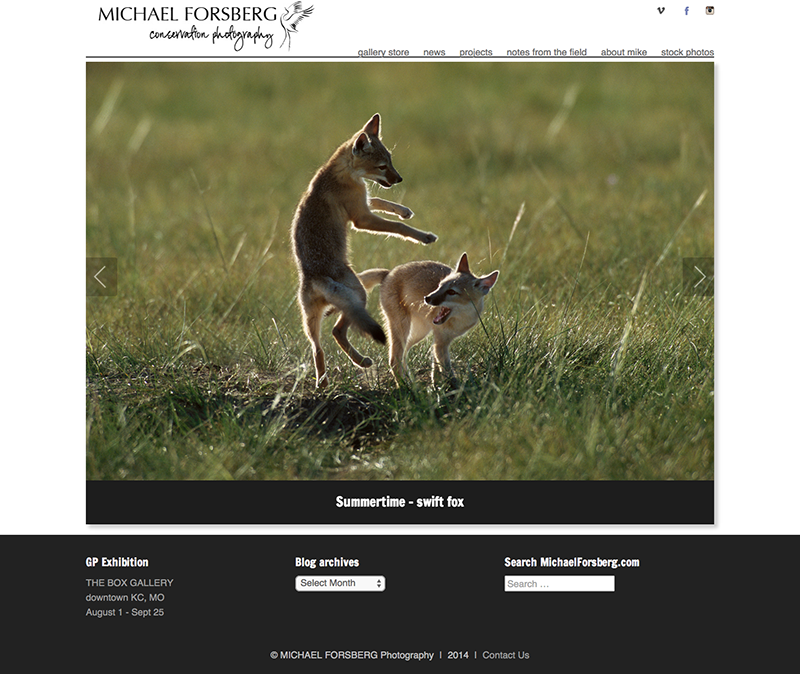 MICHAEL FORSBERG
conservation photography
gallery store news projects notes from the field about mike stock photos
Summertime - swift fox
GP Exhibition
THE BOX GALLERY
downtown KC, MO
August 1 - Sept 25
Blog archives
Select Month
Search MichaelForsberg.com
Search ...
© MICHAEL FORSBERG Photography | 2014 | Contact Us